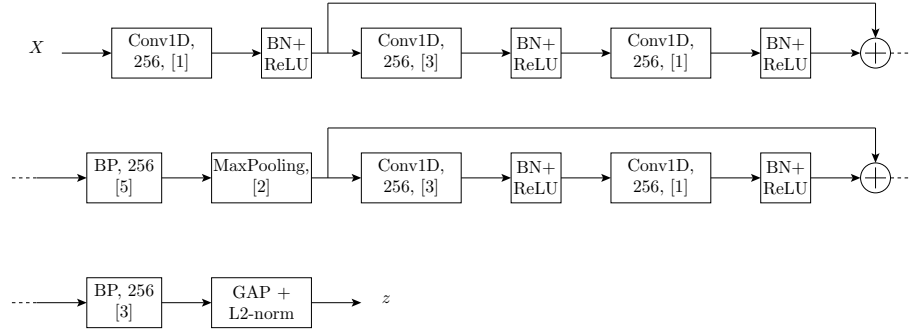 X
Conv1D,
256, [1]
BN+
ReLU
Conv1D,
256, [3]
BN+
ReLU
Conv1D,
256, [1]
BN+
ReLU
BP, 256
[5]
MaxPooling,
[2]
Conv1D,
256, [3]
BN+
ReLU
Conv1D,
256, [1]
BN+
ReLU
BP, 256
[3]
GAP +
L2-norm
z